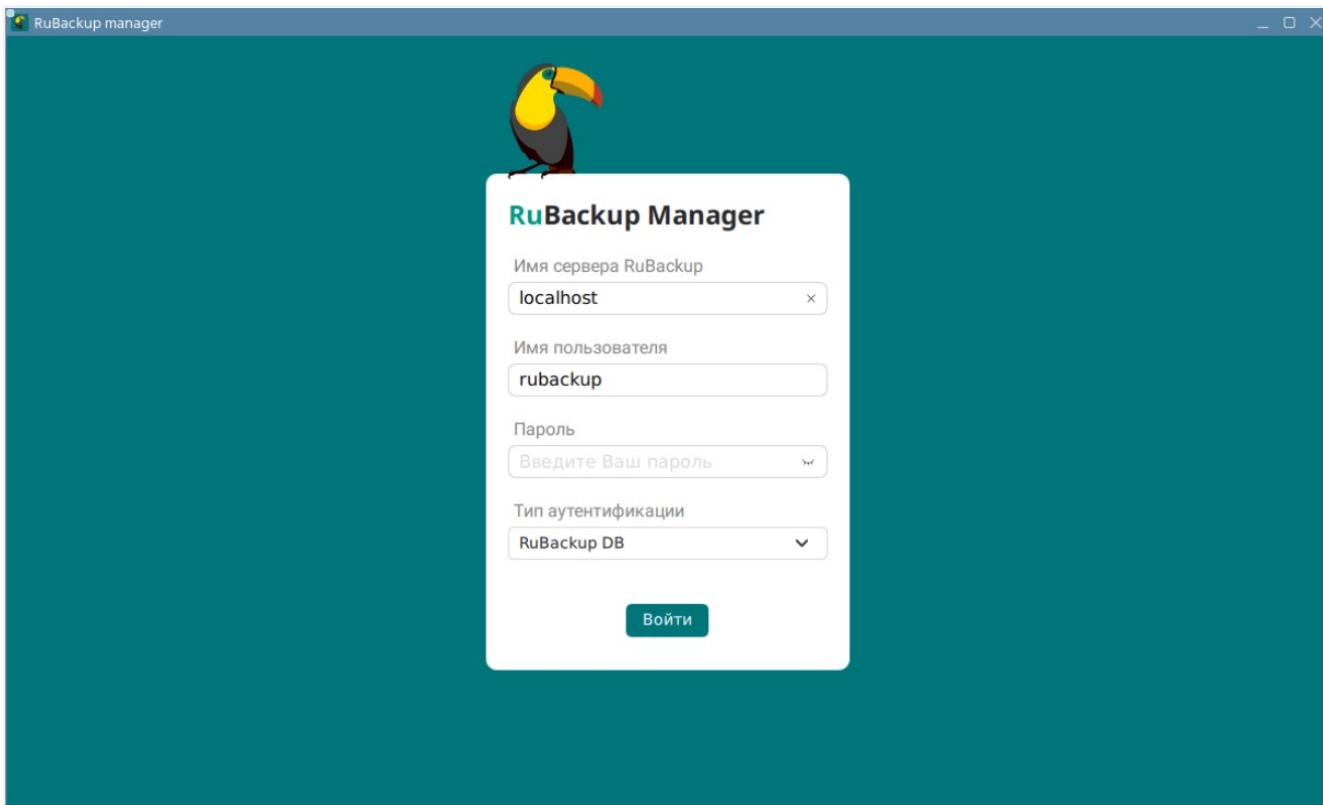 RuBackup manager
RuBackup Manager
Имя сервера RuBackup
localhost
Имя пользователя
rubackup
Пароль
Введите Ваш пароль
Тип аутентификации
RuBackup DB
Войти